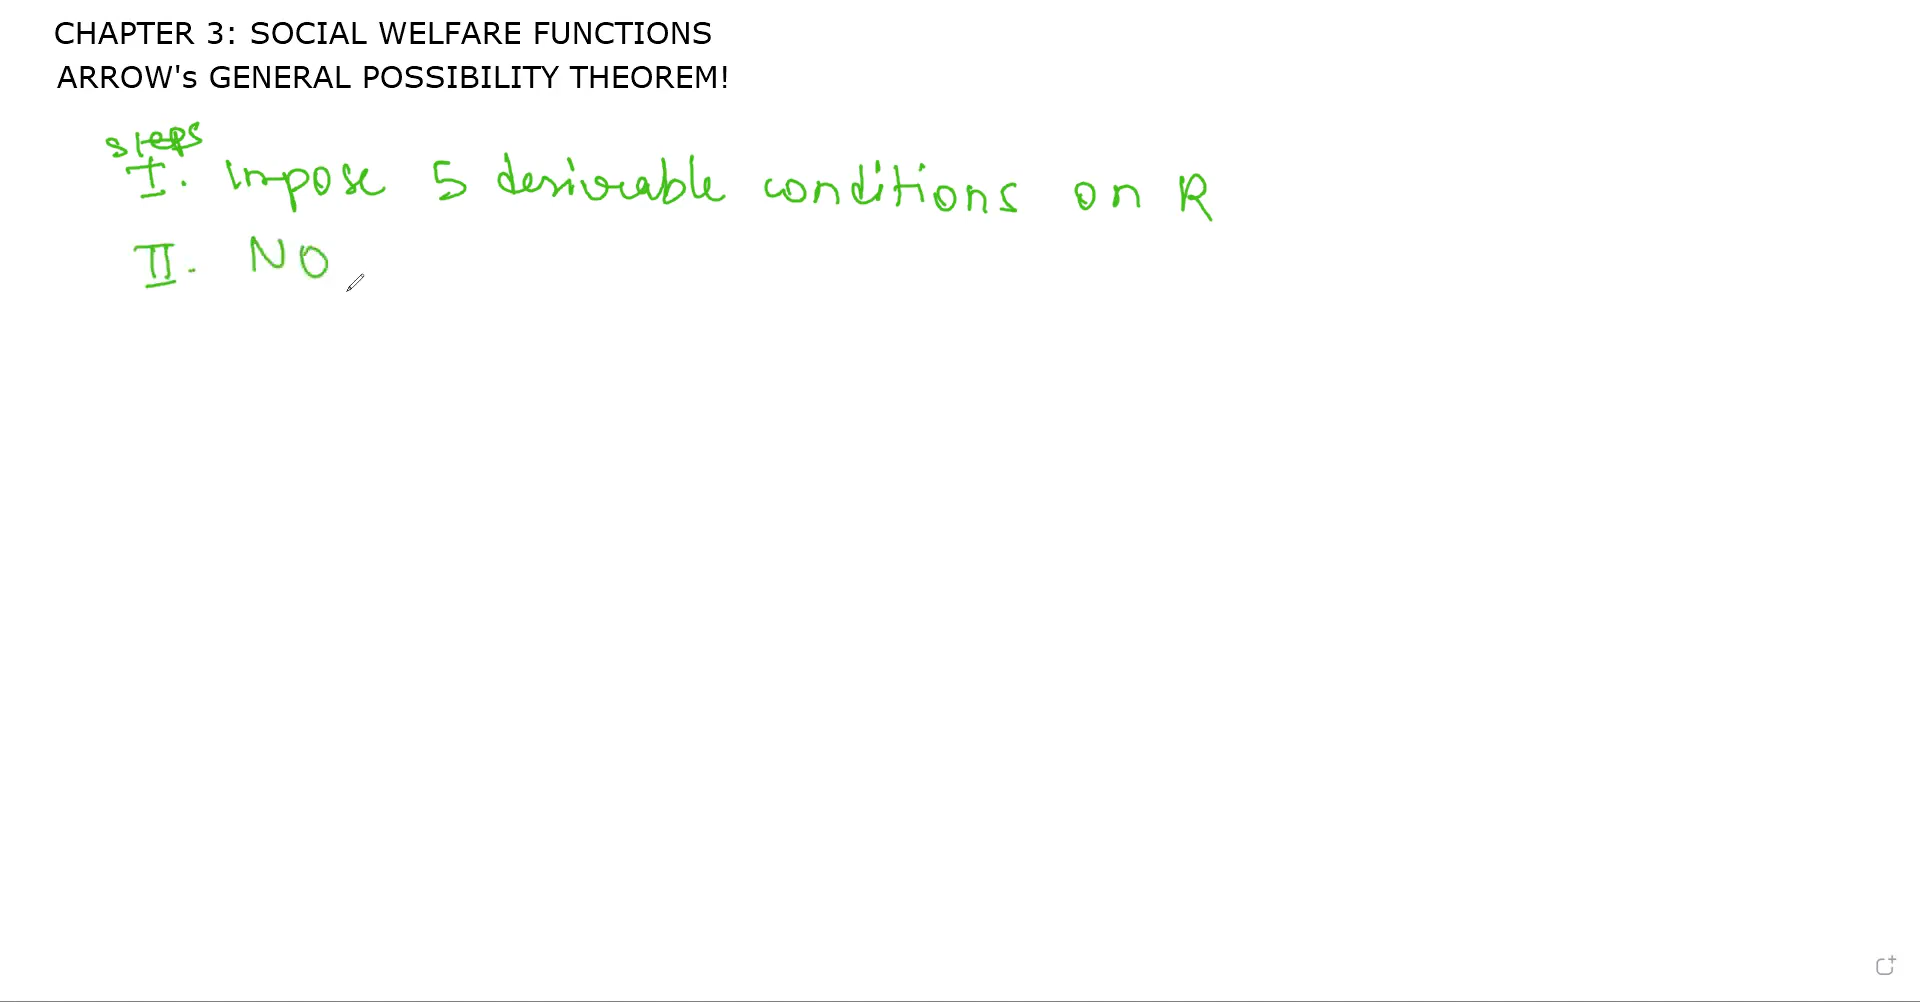 CHAPTER 3: SOCIAL WELFARE FUNCTIONS
ARROW's GENERAL POSSIBILITY THEOREM!
steps
I. Impose 5 desirable conditions on R
II. NO